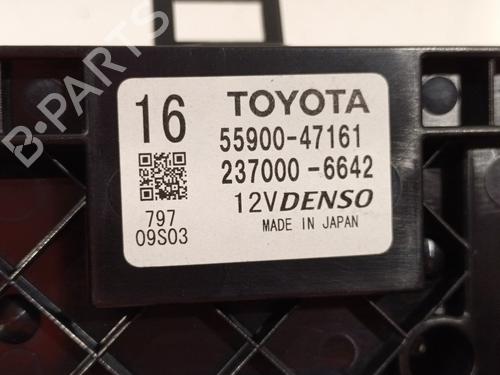 16
TOYOTA
55900-47161
237000-6642
12V DENSO
MADE IN JAPAN
797
09S03
B-PARTS